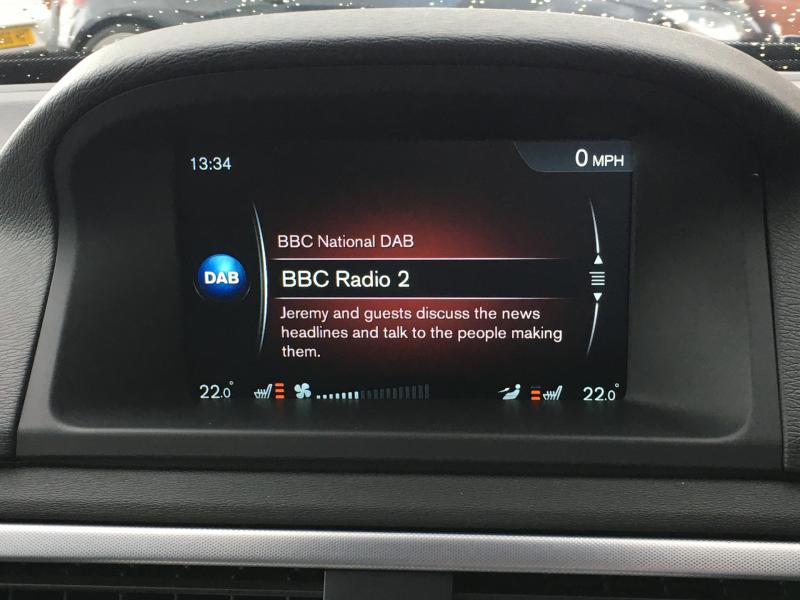 13:34
0 MPH
BBC National DAB
DAB
BBC Radio 2
Jeremy and guests discuss the news
headlines and talk to the people making
them.
22.0°
22.0°